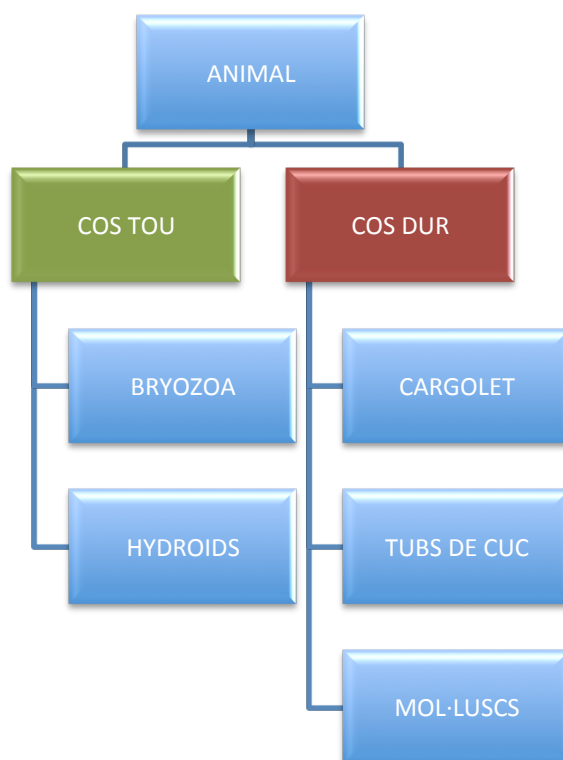 ANIMAL
COS TOU
COS DUR
BRYOZOA
CARGOLET
HYDROIDS
TUBS DE CUC
MOL·LUSCS